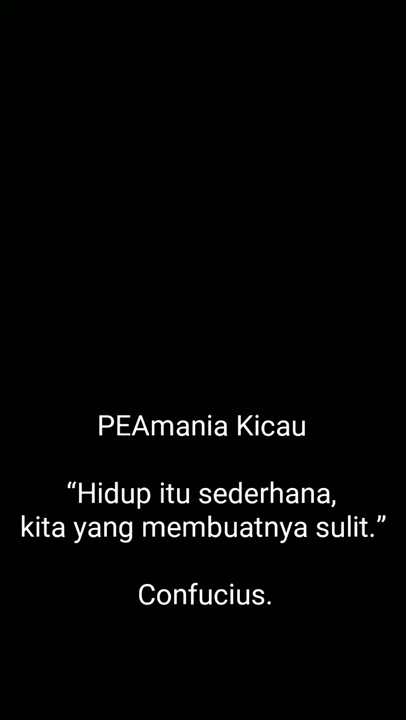 PEAmania Kicau
“Hidup itu sederhana,
kita yang membuatnya sulit.”
Confucius.